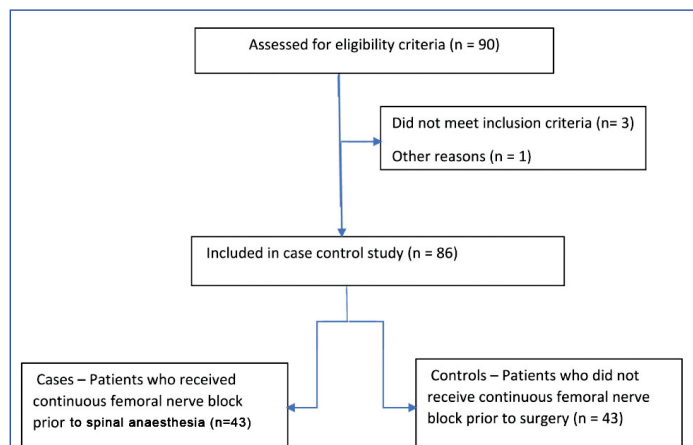 Assessed for eligibility criteria (n = 90)
Did not meet inclusion criteria (n= 3)
Other reasons (n = 1)
Included in case control study (n = 86)
Cases – Patients who received
continuous femoral nerve block
prior to spinal anaesthesia (n=43)
Controls – Patients who did not
receive continuous femoral nerve
block prior to surgery (n = 43)